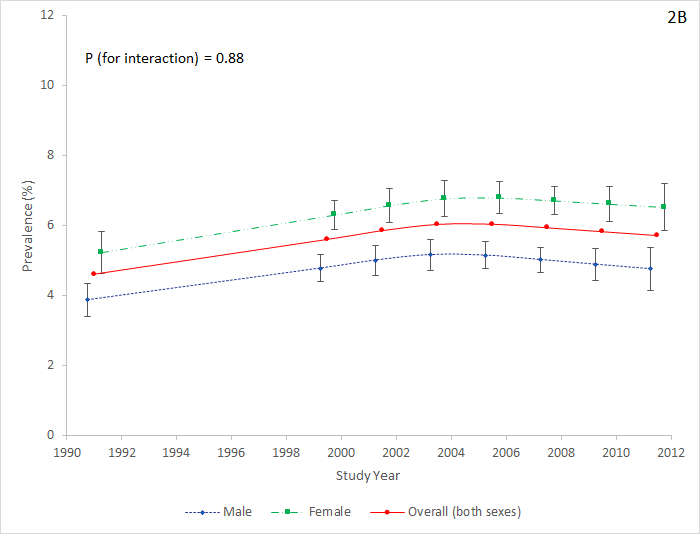 2B
P (for interaction) = 0.88
Prevalence (%)
12
10
8
6
4
2
0
1990 1992 1994 1996 1998 2000 2002 2004 2006 2008 2010 2012
Study Year
Male Female Overall (both sexes)